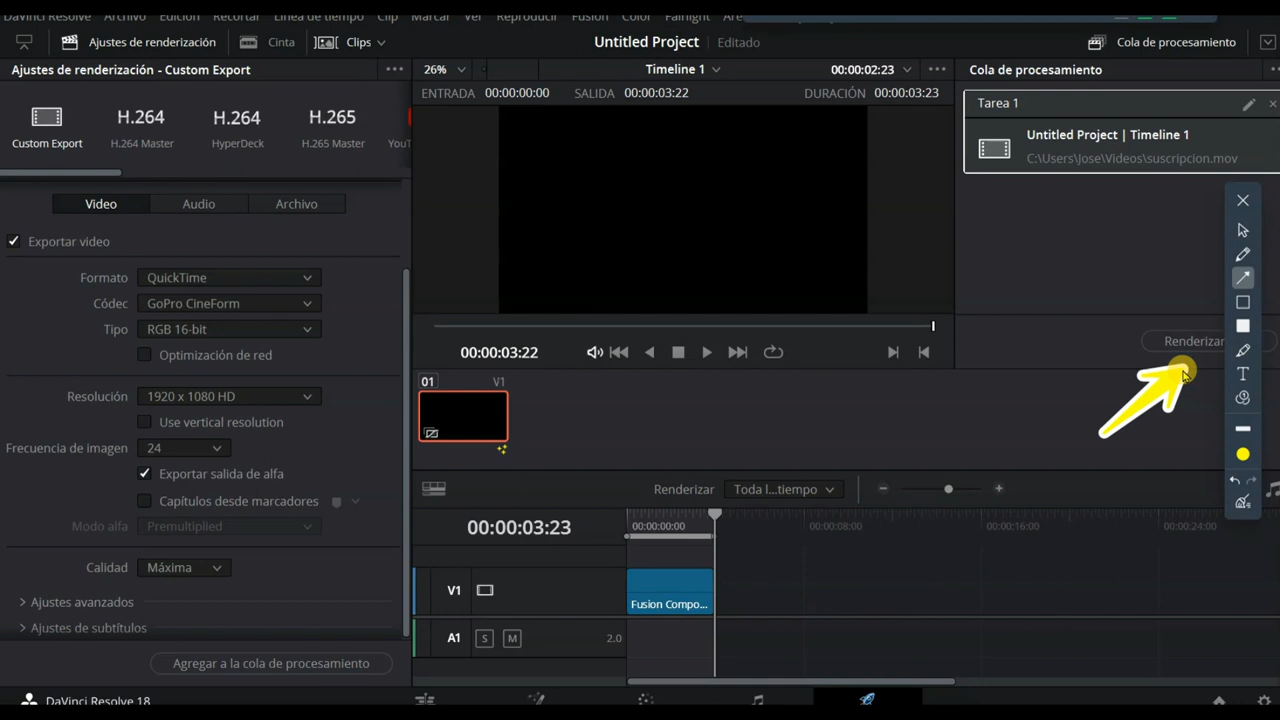 DaVinci Resolve Archivo Edición Recortar Línea de tiempo Clip Marcar Ver Reproducir Fusion Color Fairlight
Ajustes de renderización Cinta Clips Untitled Project Editado Cola de procesamiento
Ajustes de renderización - Custom Export
26% Timeline 1 00:00:02:23
Cola de procesamiento
ENTRADA 00:00:00:00 SALIDA 00:00:03:22 DURACIÓN 00:00:03:23
Tarea 1
Untitled Project | Timeline 1
C:\Users\Jose\Videos\suscripcion.mov
H.264 H.264 H.265
Custom Export H.264 Master HyperDeck H.265 Master YouT
Video Audio Archivo
Exportar video
Formato QuickTime
Códec GoPro CineForm
Tipo RGB 16-bit
Optimización de red
Resolución 1920 x 1080 HD
Use vertical resolution
Frecuencia de imagen 24
Exportar salida de alfa
Capítulos desde marcadores
Modo alfa Premultiplied
Calidad Máxima
Ajustes avanzados
Ajustes de subtítulos
Agregar a la cola de procesamiento
00:00:03:22
Renderizar
T
01 V1
Renderizar Toda l...tiempo
00:00:03:23
00:00:00:00 00:00:08:00 00:00:16:00 00:00:24:00
V1
Fusion Compo...
A1 S M 2.0
DaVinci Resolve 18